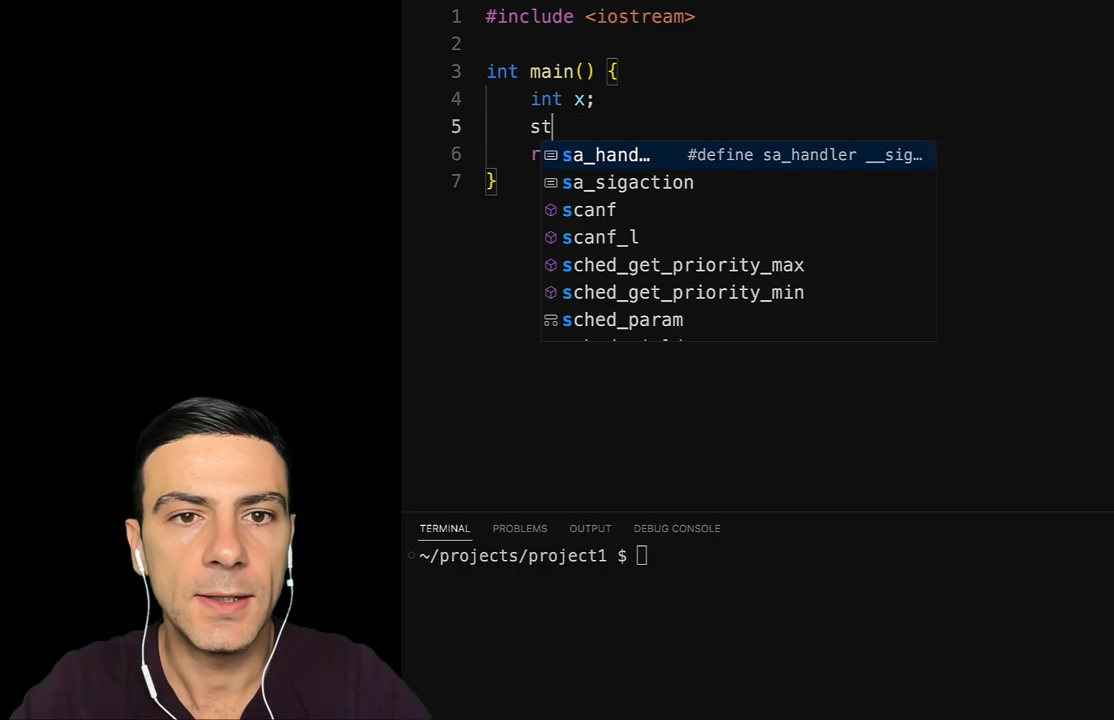 1 #include <iostream>
2
3 int main() {
4 int x;
5 st
6 r
7 }
sa_hand… #define sa_handler __sig…
sa_sigaction
scanf
scanf_l
sched_get_priority_max
sched_get_priority_min
sched_param
TERMINAL PROBLEMS OUTPUT DEBUG CONSOLE
~/projects/project1 $